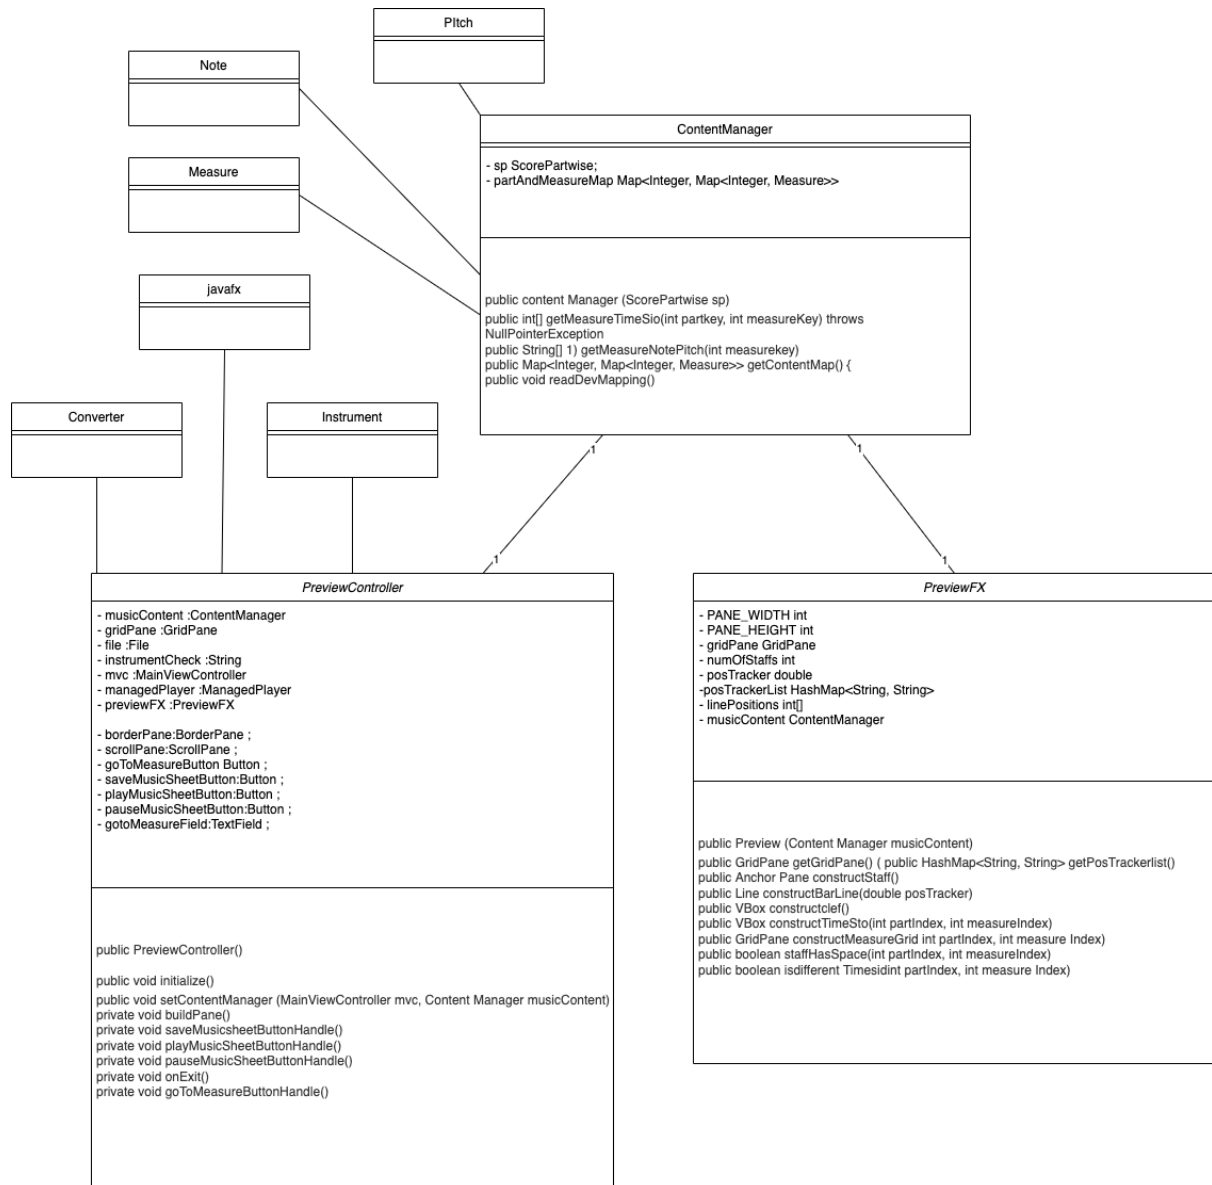 PItch
Note
ContentManager
- sp ScorePartwise;
- partAndMeasureMap Map<Integer, Map<Integer, Measure>>
Measure
javafx
public content Manager (ScorePartwise sp)
public int[] getMeasureTimeSio(int partkey, int measureKey) throws
NullPointerException
public String[] 1) getMeasureNotePitch(int measurekey)
public Map<Integer, Map<Integer, Measure>> getContentMap() {
public void readDevMapping()
Converter
Instrument
1
1
1
1
PreviewController
- musicContent :ContentManager
- gridPane :GridPane
- file :File
- instrumentCheck :String
- mvc :MainViewController
- managedPlayer :ManagedPlayer
- previewFX :PreviewFX
- borderPane:BorderPane ;
- scrollPane:ScrollPane ;
- goToMeasureButton Button ;
- saveMusicSheetButton:Button ;
- playMusicSheetButton:Button ;
- pauseMusicSheetButton:Button ;
- gotoMeasureField:TextField ;
public PreviewController()
public void initialize()
public void setContentManager (MainViewController mvc, Content Manager musicContent)
private void buildPane()
private void saveMusicsheetButtonHandle()
private void playMusicSheetButtonHandle()
private void pauseMusicSheetButtonHandle()
private void onExit()
private void goToMeasureButtonHandle()
PreviewFX
- PANE_WIDTH int
- PANE_HEIGHT int
- gridPane GridPane
- numOfStaffs int
- posTracker double
-posTrackerList HashMap<String, String>
- linePositions int[]
- musicContent ContentManager
public Preview (Content Manager musicContent)
public GridPane getGridPane() ( public HashMap<String, String> getPosTrackerlist()
public Anchor Pane constructStaff()
public Line constructBarLine(double posTracker)
public VBox constructclef()
public VBox constructTimeSto(int partIndex, int measureIndex)
public GridPane constructMeasureGrid int partIndex, int measure Index)
public boolean staffHasSpace(int partIndex, int measureIndex)
public boolean isdifferent Timesidint partIndex, int measure Index)